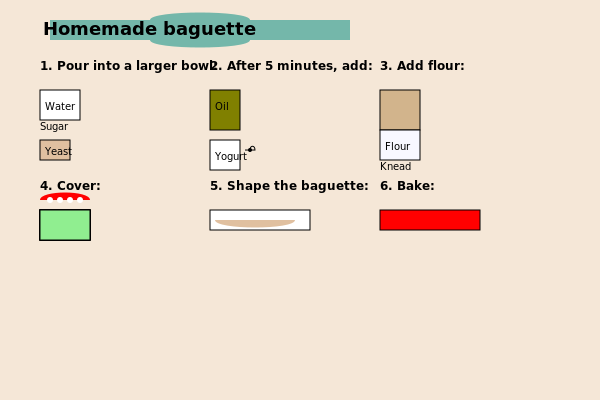 Homemade baguette
1. Pour into a larger bowl:
2. After 5 minutes, add:
3. Add flour:
Water
Sugar
Yeast
Oil
Yogurt
Flour
Knead
4. Cover:
5. Shape the baguette:
6. Bake: